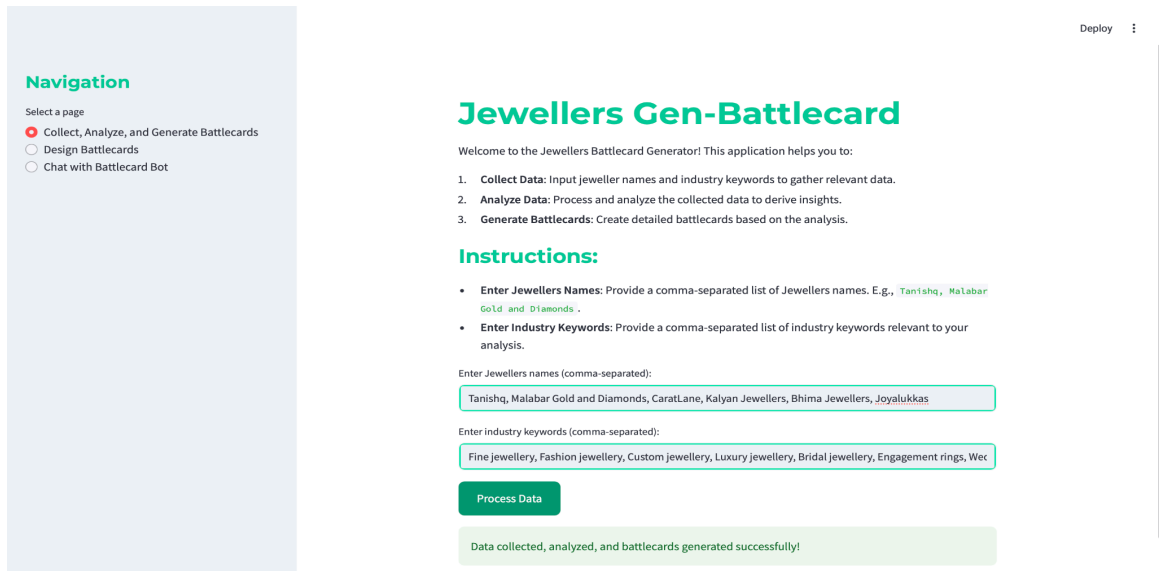 Deploy
Navigation
Select a page
Collect, Analyze, and Generate Battlecards
Design Battlecards
Chat with Battlecard Bot
Jewellers Gen-Battlecard
Welcome to the Jewellers Battlecard Generator! This application helps you to:
1. Collect Data: Input jeweller names and industry keywords to gather relevant data.
2. Analyze Data: Process and analyze the collected data to derive insights.
3. Generate Battlecards: Create detailed battlecards based on the analysis.
Instructions:
• Enter Jewellers Names: Provide a comma-separated list of Jewellers names. E.g., Tanishq, Malabar
Gold and Diamonds .
• Enter Industry Keywords: Provide a comma-separated list of industry keywords relevant to your
analysis.
Enter Jewellers names (comma-separated):
Tanishq, Malabar Gold and Diamonds, CaratLane, Kalyan Jewellers, Bhima Jewellers, Joyalukkas
Enter industry keywords (comma-separated):
Fine jewellery, Fashion jewellery, Custom jewellery, Luxury jewellery, Bridal jewellery, Engagement rings,
Process Data
Data collected, analyzed, and battlecards generated successfully!